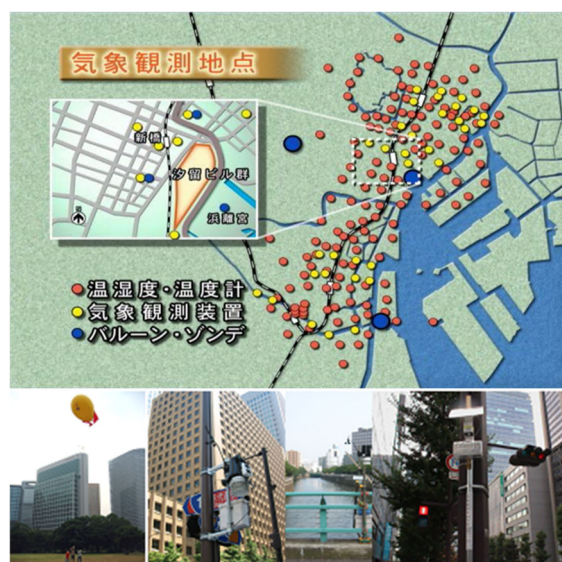 気象観測地点
新橋
汐留ビル群
浜離宮
温湿度・温度計
気象観測装置
バルーン・ゾンデ